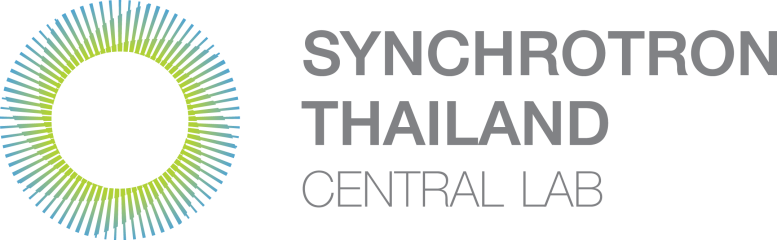 SYNCHROTRON
THAILAND
CENTRAL LAB